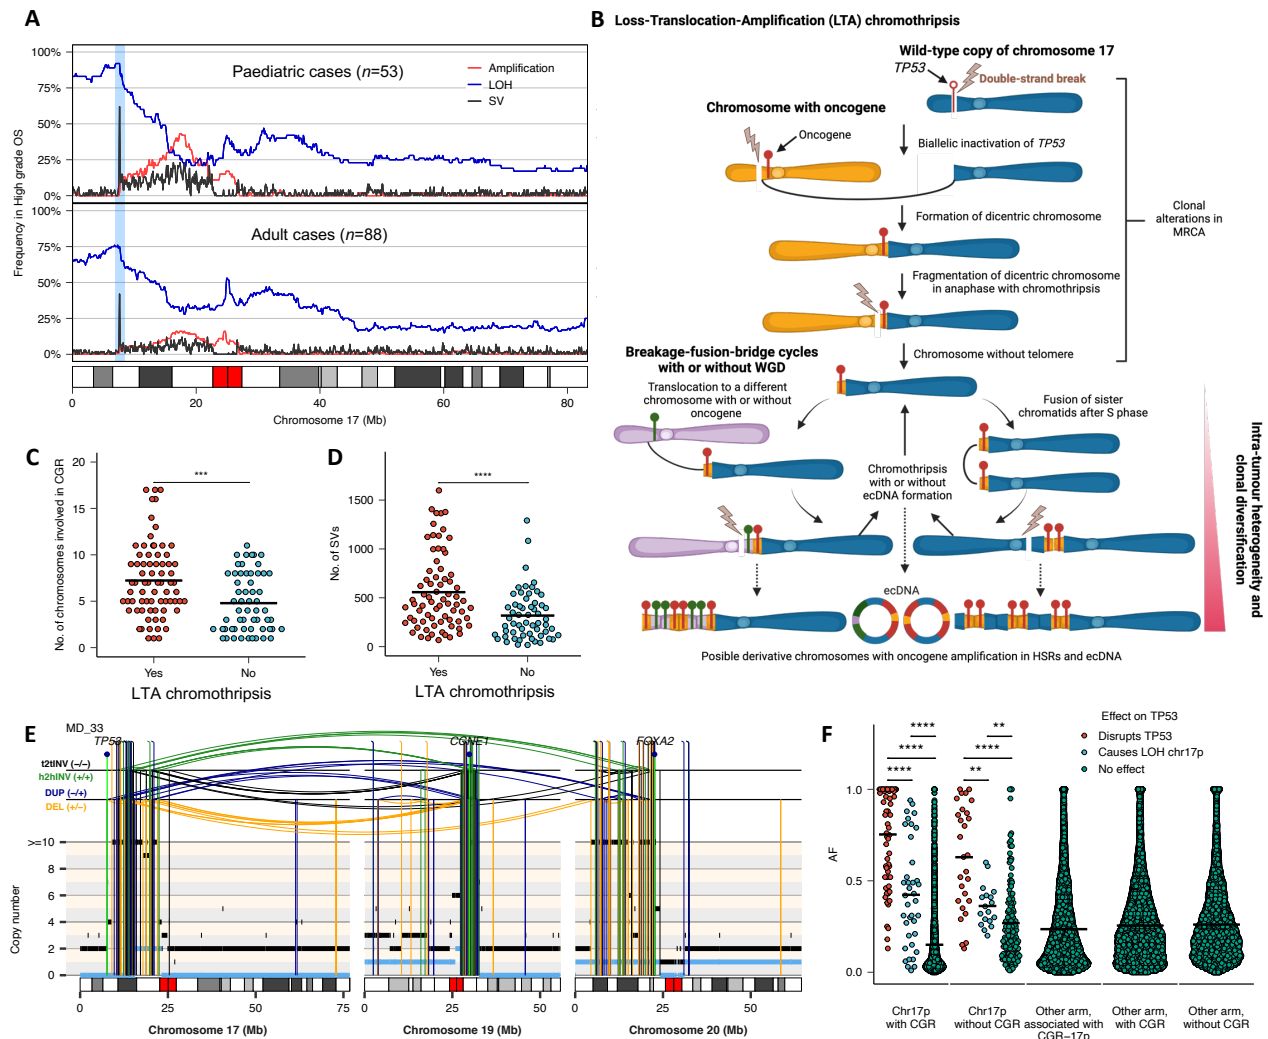 A
100%
75%
50%
25%
0%
Paediatric cases (n=53)
Amplification
LOH
SV
100%
75%
50%
25%
0%
Adult cases (n=88)
Frequency in High grade OS
0
20
40
60
80
Chromosome 17 (Mb)
B
Loss-Translocation-Amplification (LTA) chromothripsis
Wild-type copy of chromosome 17
TP53
Double-strand break
Chromosome with oncogene
Oncogene
Biallelic inactivation of TP53
Formation of dicentric chromosome
Clonal
alterations in
MRCA
Fragmentation of dicentric chromosome
in anaphase with chromothripsis
Breakage-fusion-bridge cycles
with or without WGD
Chromosome without telomere
Translocation to a different
chromosome with or without
oncogene
Fusion of sister
chromatids after S phase
Chromothripsis
with or without
ecDNA formation
Intra-tumour heterogeneity and
clonal diversification
ecDNA
Posible derivative chromosomes with oncogene amplification in HSRs and ecDNA
C
No. of chromosomes involved in CGR
20
15
10
5
0
***
Yes
No
LTA chromothripsis
D
No. of SVs
1500
1000
500
0
****
Yes
No
LTA chromothripsis
E
MD_33
TP53
CCNE1
FOXA2
t2tINV (−/−)
h2hINV (+/+)
DUP (−/+)
DEL (+/−)
Copy number
>=10
8
6
4
2
0
0
25
50
75
0
25
50
25
50
Chromosome 17 (Mb)
Chromosome 19 (Mb)
Chromosome 20 (Mb)
F
Effect on TP53
Disrupts TP53
Causes LOH chr17p
No effect
****
**
****
****
****
**
AF
1.0
0.5
0.0
Chr17p
with CGR
Chr17p
without CGR
Other arm,
associated with
CGR−17p
Other arm,
with CGR
Other arm,
without CGR